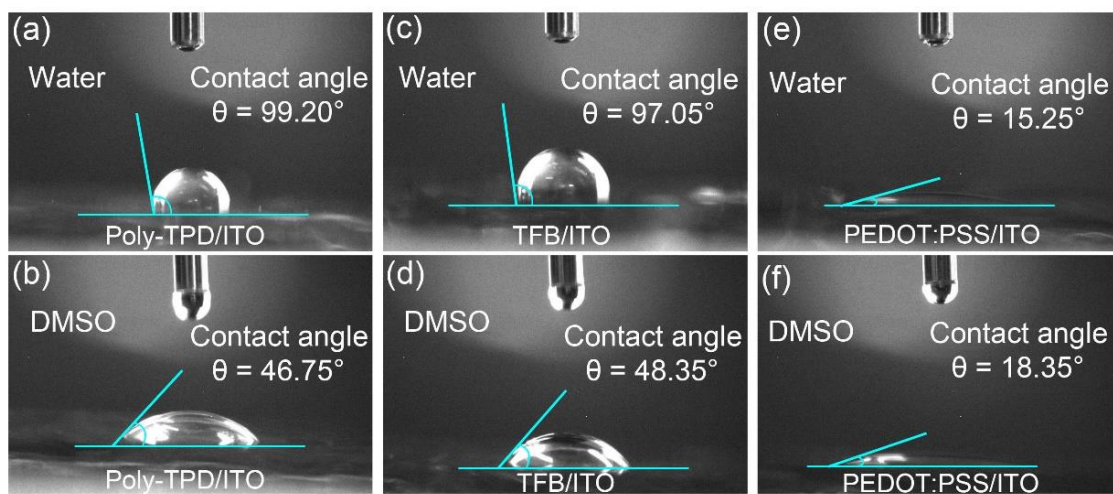 (a)
Water
Contact angle
θ = 99.20°
Poly-TPD/ITO
(c)
Water
Contact angle
θ = 97.05°
TFB/ITO
(e)
Water
Contact angle
θ = 15.25°
PEDOT:PSS/ITO
(b)
DMSO
Contact angle
θ = 46.75°
Poly-TPD/ITO
(d)
DMSO
Contact angle
θ = 48.35°
TFB/ITO
(f)
DMSO
Contact angle
θ = 18.35°
PEDOT:PSS/ITO